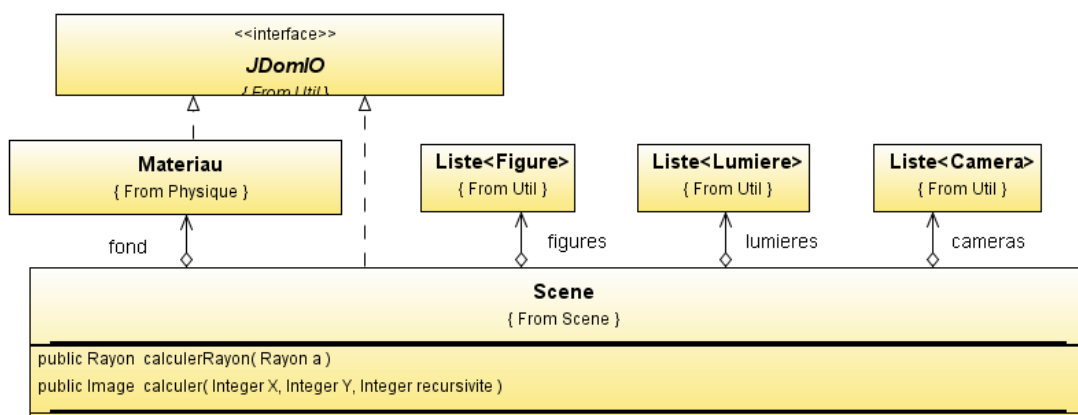 <<interface>>
JDomIO
{ From Util }
Materiau
{ From Physique }
Liste<Figure>
{ From Util }
Liste<Lumiere>
{ From Util }
Liste<Camera>
{ From Util }
fond
figures
lumieres
cameras
Scene
{ From Scene }
public Rayon calculerRayon( Rayon a )
public Image calculer( Integer X, Integer Y, Integer recursivite )